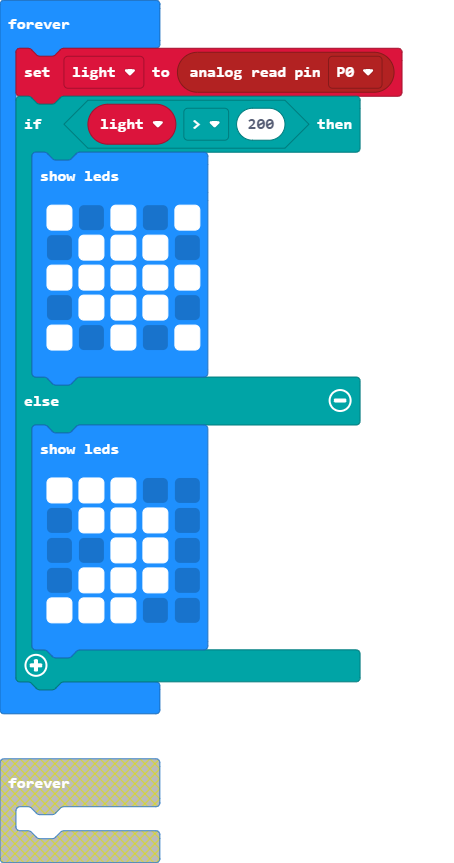 forever
set light to analog read pin P0
if light > 200 then
show leds
else
show leds
forever